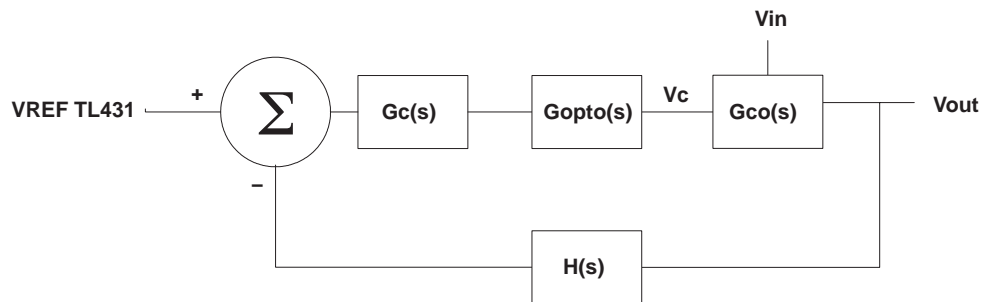 Vin
VREF TL431
+
Σ
Gc(s)
Gopto(s)
Vc
Gco(s)
Vout
−
H(s)